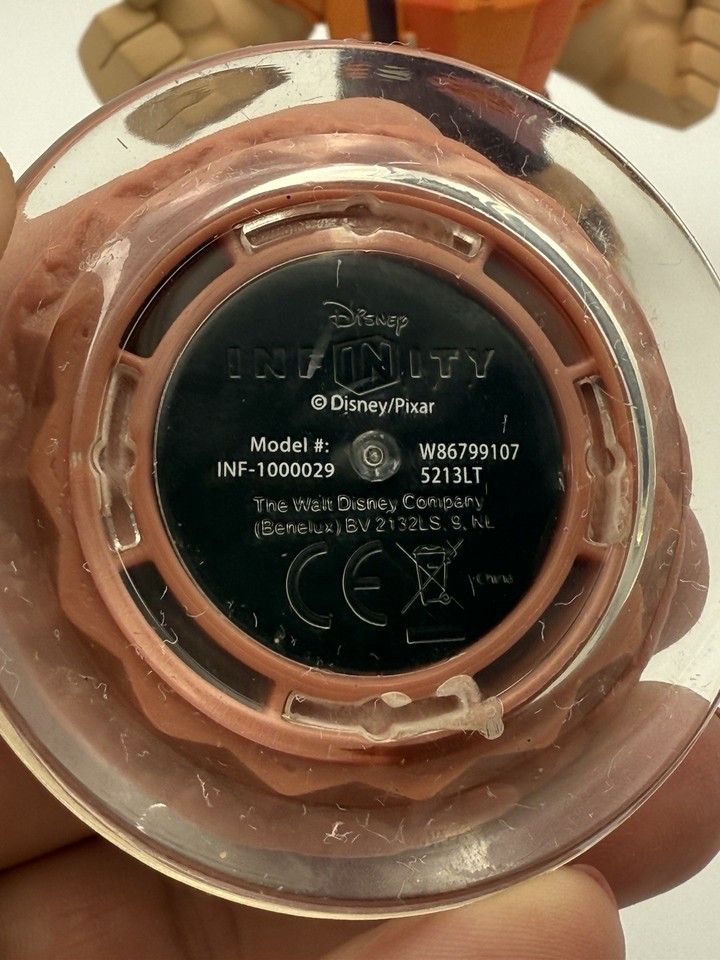 Disney
INFINITY
© Disney/Pixar
Model #: W86799107
INF-1000029 5213LT
The Walt Disney Company
(Benelux) BV 2132LS, 9, NL
CE
China